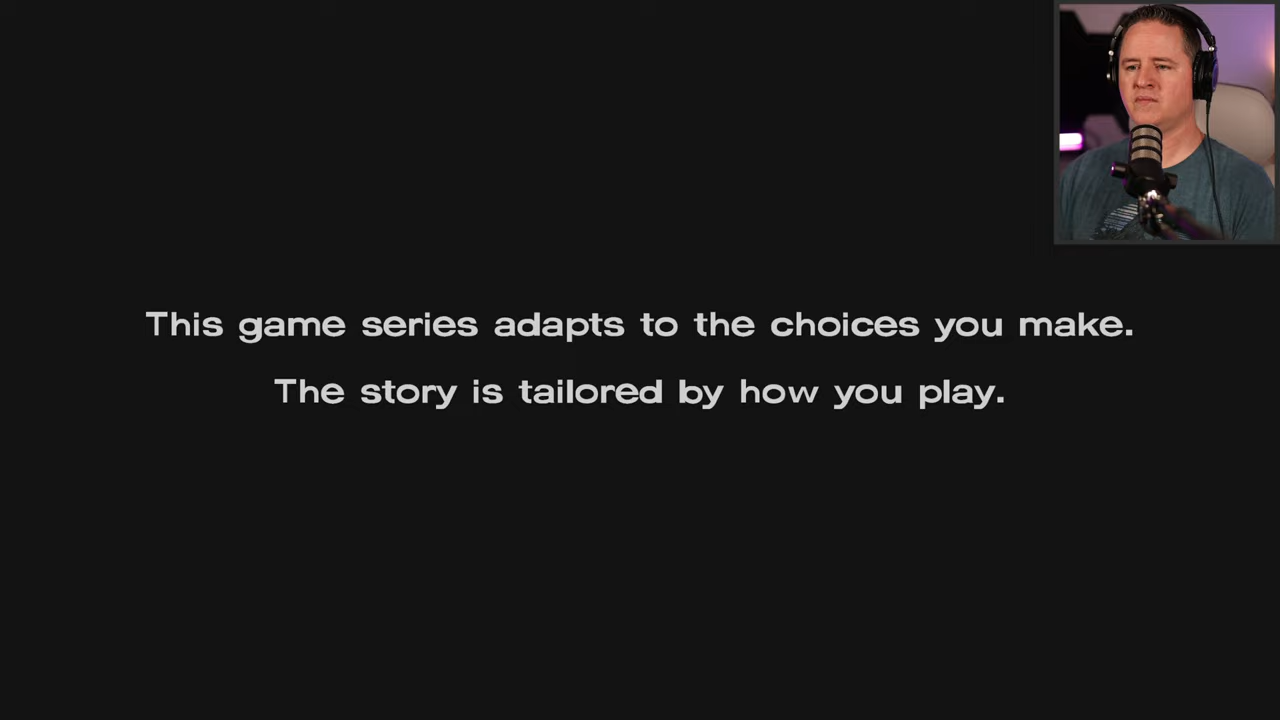 This game series adapts to the choices you make.
The story is tailored by how you play.